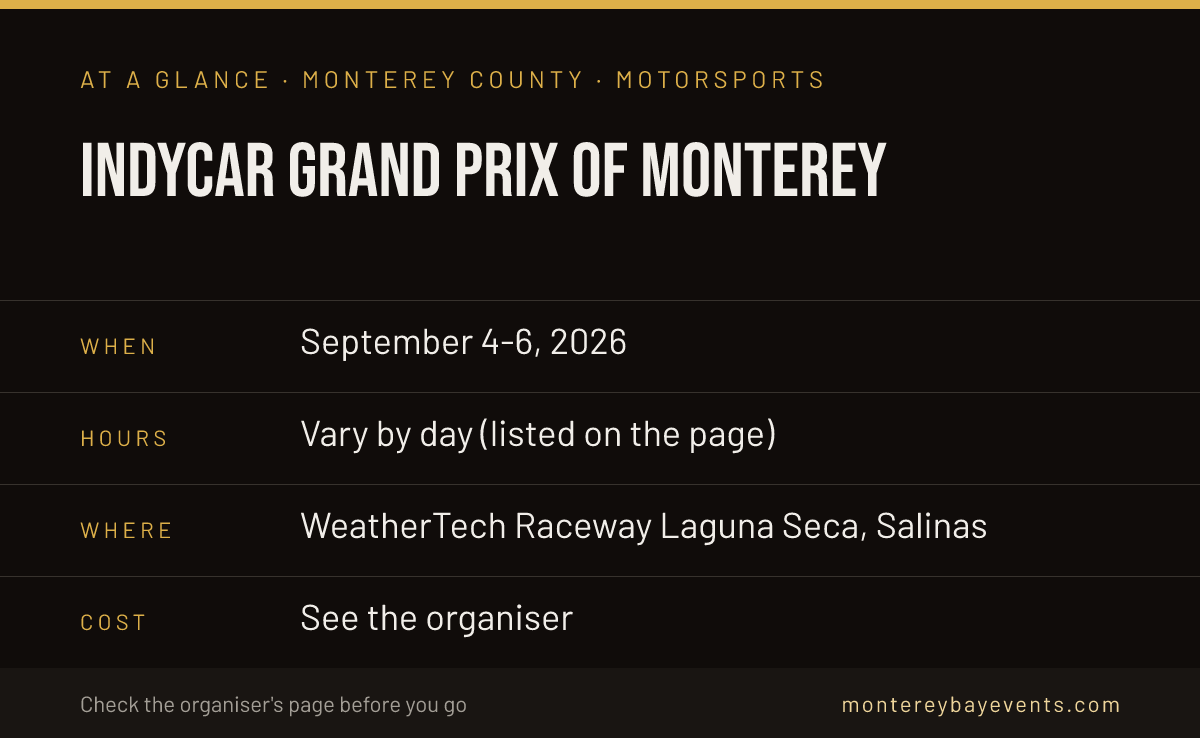 AT A GLANCE · MONTEREY COUNTY · MOTORSPORTS
INDYCAR GRAND PRIX OF MONTEREY
WHEN September 4-6, 2026
HOURS Vary by day (listed on the page)
WHERE WeatherTech Raceway Laguna Seca, Salinas
COST See the organiser
Check the organiser's page before you go montereybayevents.com